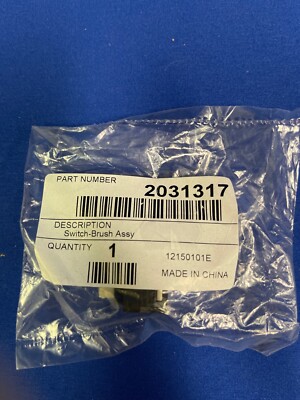 PART NUMBER
2031317
DESCRIPTION
Switch-Brush Assy
QUANTITY 1
12150101E
MADE IN CHINA